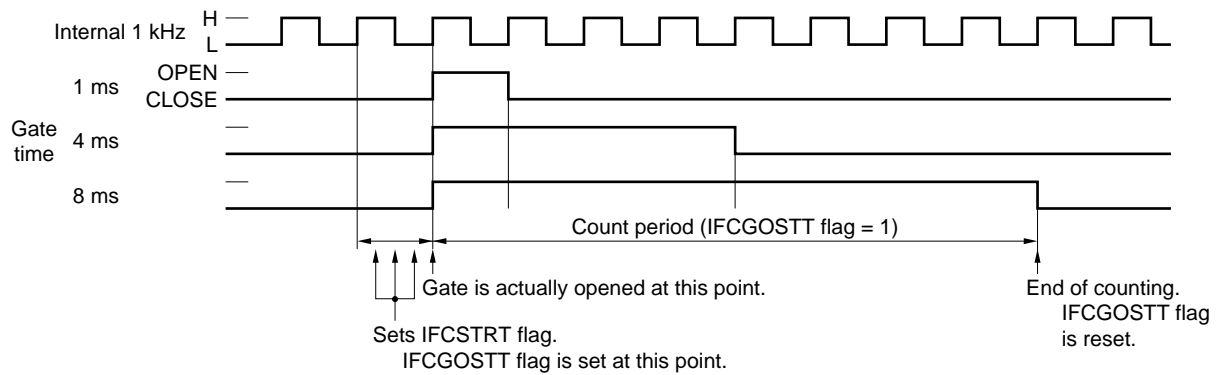 Internal 1 kHz
H
L
OPEN
CLOSE
1 ms
Gate
time
4 ms
8 ms
Count period (IFCGOSTT flag = 1)
Gate is actually opened at this point.
End of counting.
IFCGOSTT flag
is reset.
Sets IFCSTRT flag.
IFCGOSTT flag is set at this point.